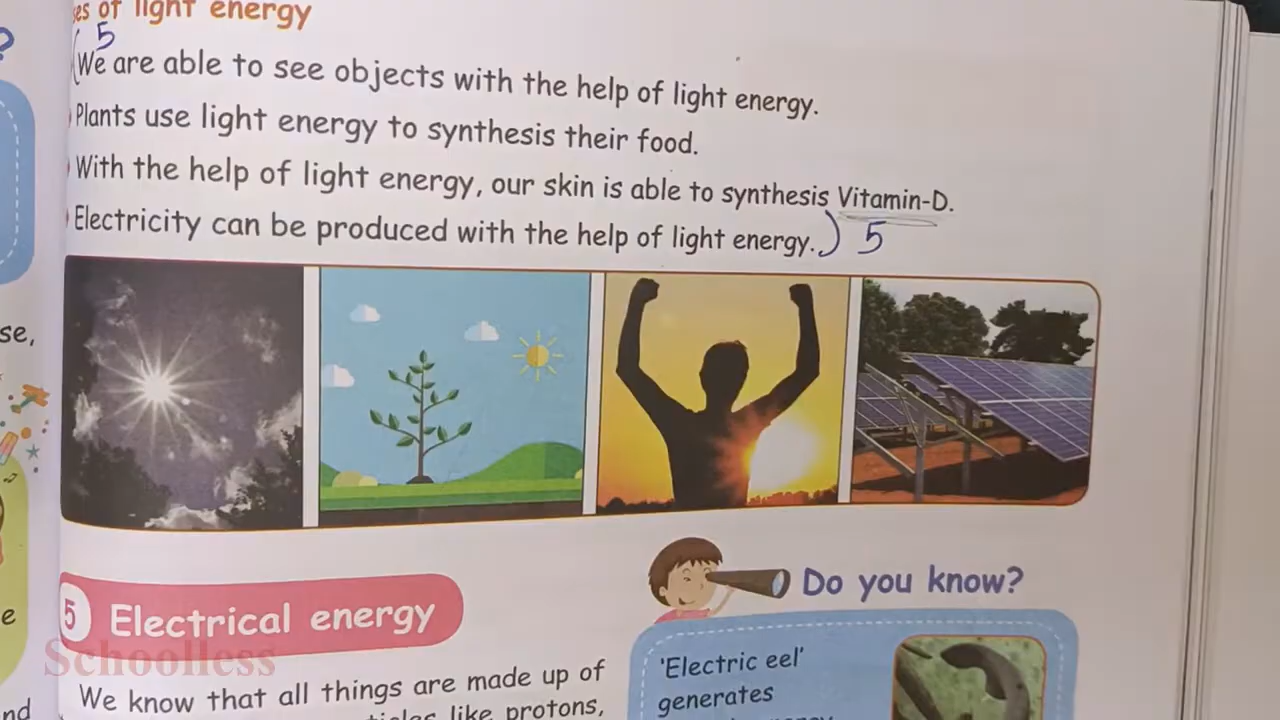 es of light energy
5
We are able to see objects with the help of light energy.
Plants use light energy to synthesis their food.
With the help of light energy, our skin is able to synthesis Vitamin-D.
Electricity can be produced with the help of light energy.) 5
?
se,
e
nd
5 Electrical energy
Schoolless
We know that all things are made up of
like protons,
Do you know?
'Electric eel'
generates